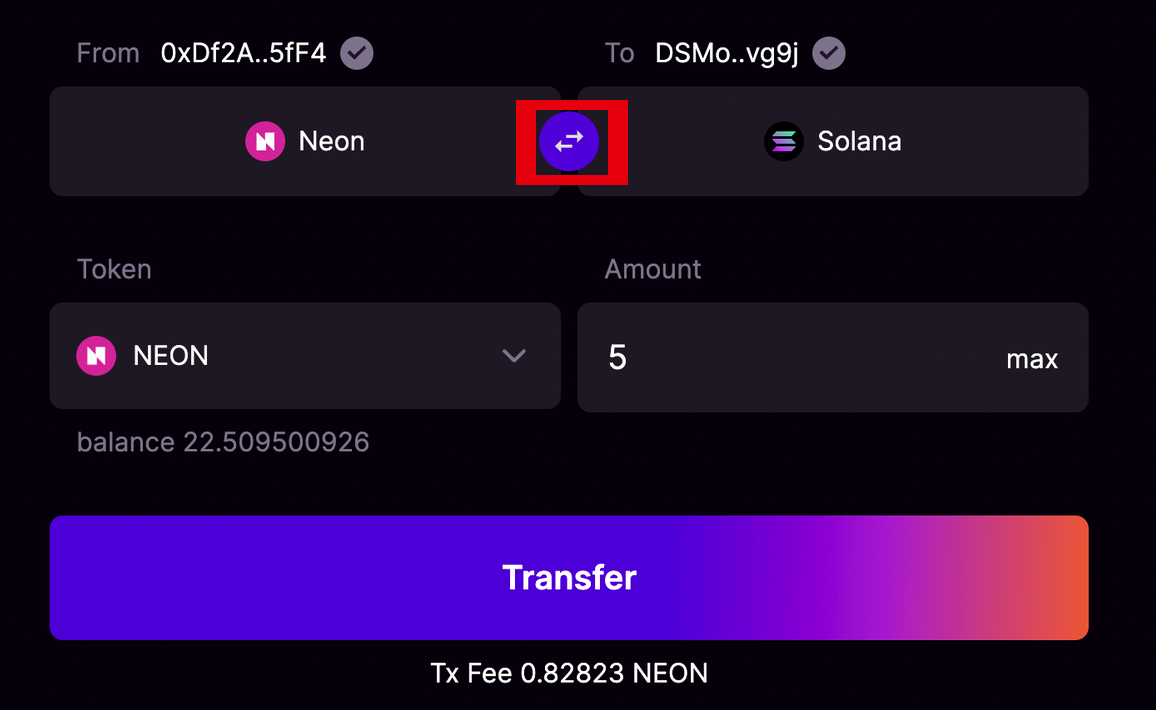 From 0xDf2A..5fF4 To DSMo..vg9j
Neon Solana
Token Amount
NEON 5 max
balance 22.509500926
Transfer
Tx Fee 0.82823 NEON